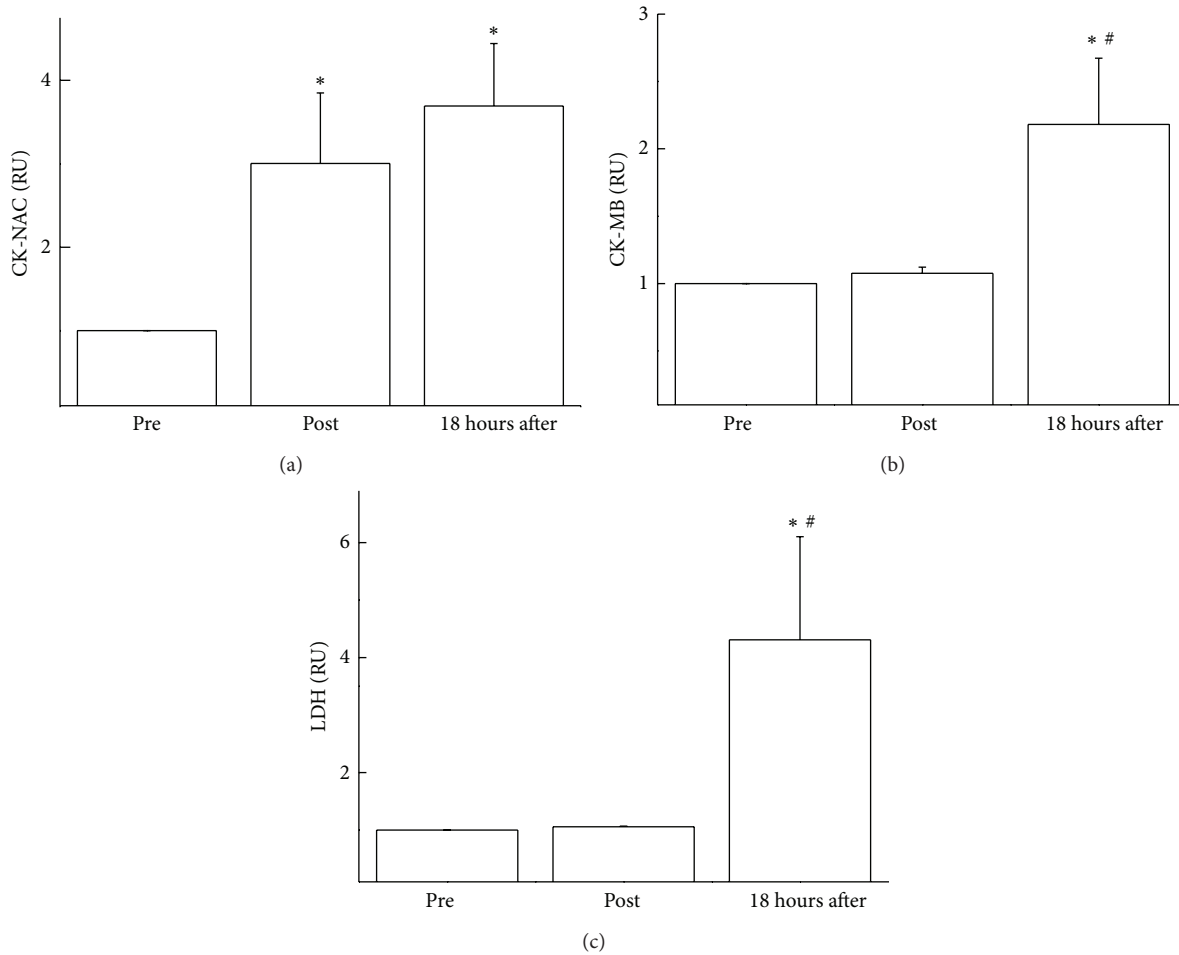 CK-NAC (RU)
4
2
*
*
Pre Post 18 hours after
(a)
CK-MB (RU)
3
2
1
* #
Pre Post 18 hours after
(b)
LDH (RU)
6
4
2
* #
Pre Post 18 hours after
(c)